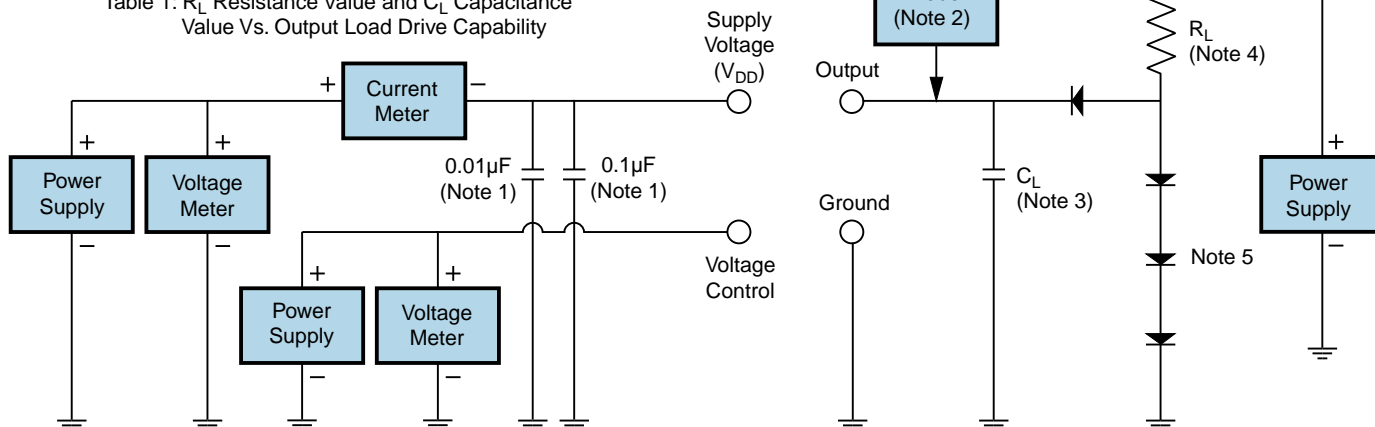 Table 1: RL Resistance Value and CL Capacitance
Value Vs. Output Load Drive Capability
Supply
Voltage
(VDD)
(Note 2)
RL
(Note 4)
Output
+
Current
Meter
–
+
Power
Supply
–
+
Voltage
Meter
–
0.01µF
(Note 1)
0.1µF
(Note 1)
CL
(Note 3)
+
Power
Supply
–
Ground
Note 5
Voltage
Control
+
Power
Supply
–
+
Voltage
Meter
–